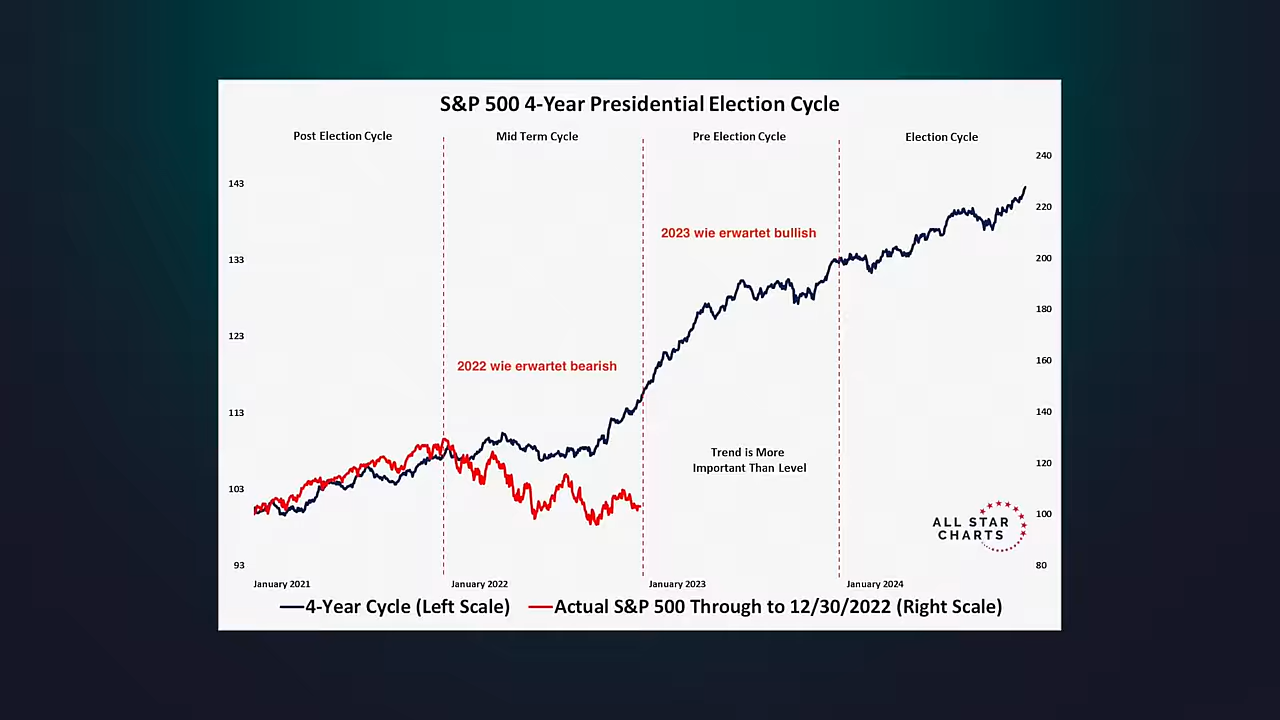 S&P 500 4-Year Presidential Election Cycle
Post Election Cycle
Mid Term Cycle
Pre Election Cycle
Election Cycle
240
143
220
2023 wie erwartet bullish
133
200
180
123
2022 wie erwartet bearish
160
113
140
Trend is More
Important Than Level
120
103
100
ALL STAR
CHARTS
93
80
January 2021
January 2022
January 2023
January 2024
4-Year Cycle (Left Scale)
Actual S&P 500 Through to 12/30/2022 (Right Scale)